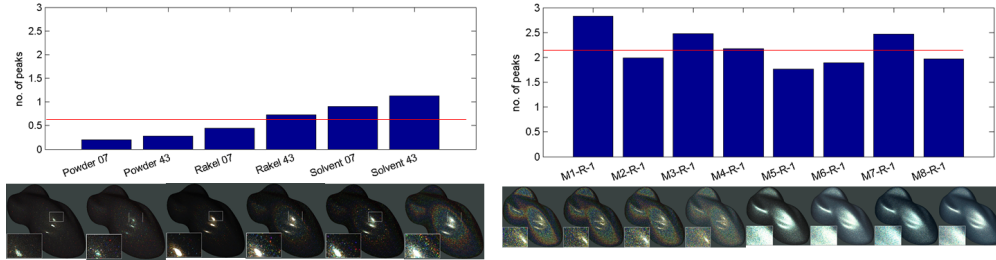 3
2.5
2
1.5
1
0.5
0
no. of peaks
Powder 07
Powder 43
Rakel 07
Rakel 43
Solvent 07
Solvent 43
3
2.5
2
1.5
1
0.5
0
no. of peaks
M1-R-1
M2-R-1
M3-R-1
M4-R-1
M5-R-1
M6-R-1
M7-R-1
M8-R-1